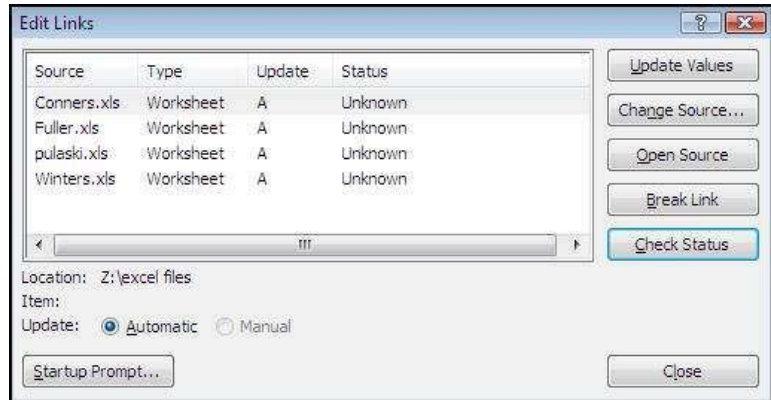 Edit Links
Source Type Update Status
Conners.xls Worksheet A Unknown
Fuller.xls Worksheet A Unknown
pulaski.xls Worksheet A Unknown
Winters.xls Worksheet A Unknown
Update Values
Change Source...
Open Source
Break Link
Check Status
Location: Z:\excel files
Item:
Update: Automatic Manual
Startup Prompt... Close